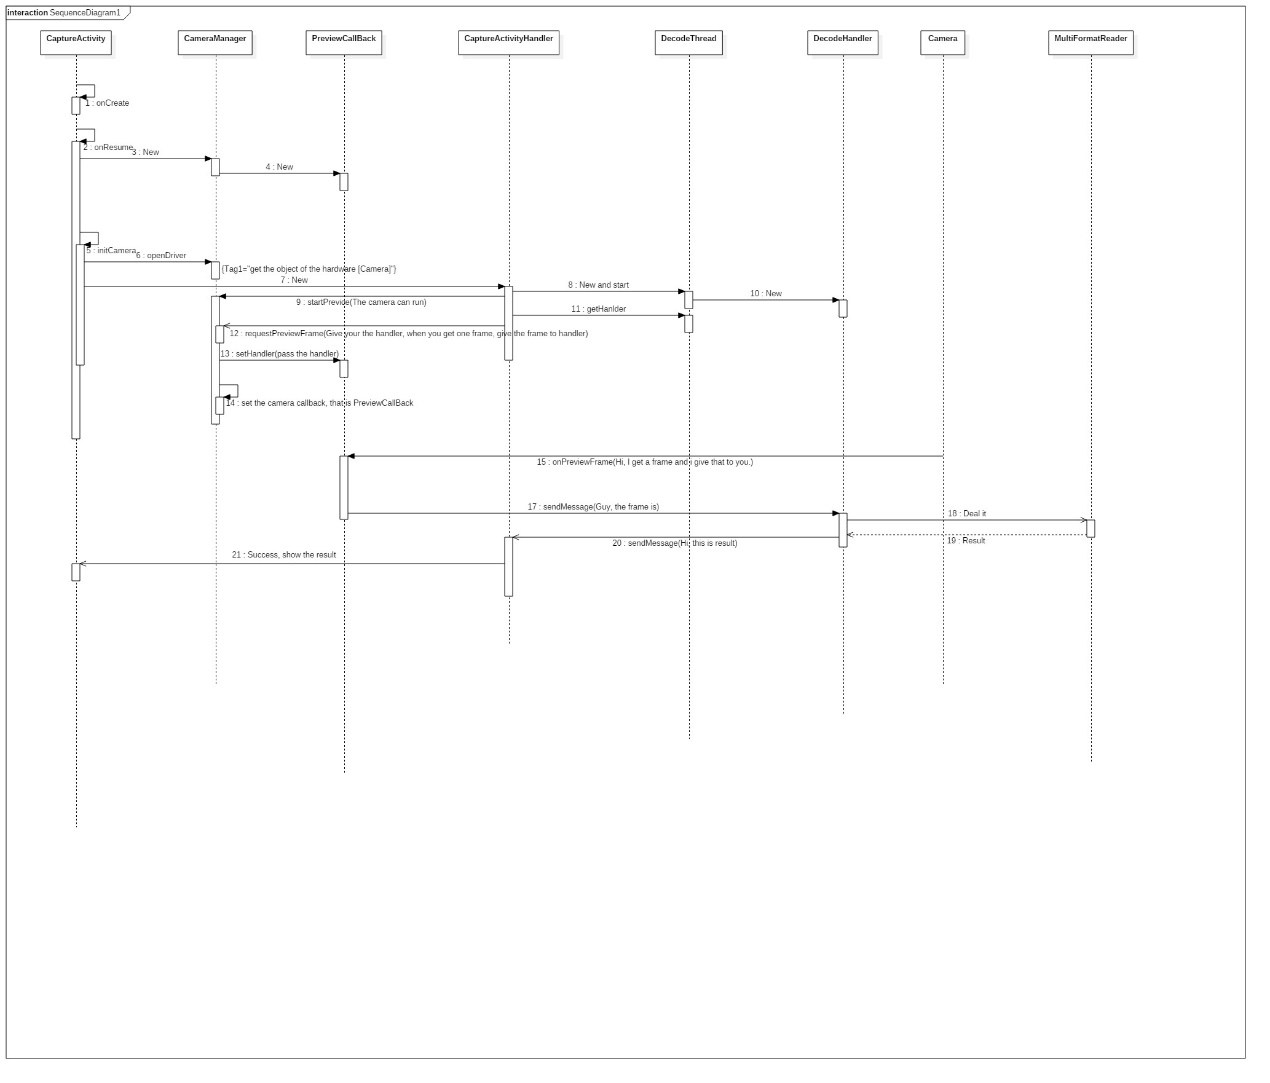 interaction SequenceDiagram1
CaptureActivity
CameraManager
PreviewCallBack
CaptureActivityHandler
DecodeThread
DecodeHandler
Camera
MultiFormatReader
1 : onCreate
2 : onResume
3 : New
4 : New
5 : initCamera
6 : openDriver
{Tag1="get the object of the hardware [Camera]"}
7 : New
8 : New and start
10 : New
9 : startPrevice(The camera can run)
11 : getHanlder
12 : requestPreviewFrame(Give your the handler, when you get one frame, give the frame to handler)
13 : setHandler(pass the handler)
14 : set the camera callback, that is PreviewCallBack
15 : onPreviewFrame(Hi, I get a frame and i give that to you.)
17 : sendMessage(Guy, the frame is)
18 : Deal it
19 : Result
20 : sendMessage(Hi, this is result)
21 : Success, show the result